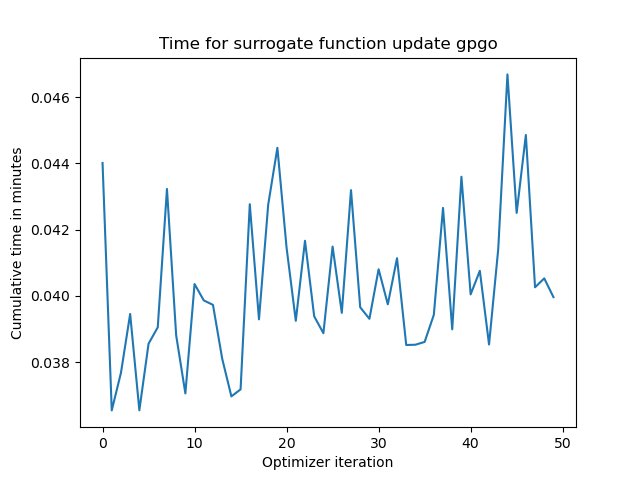 Time for surrogate function update gpgo
Cumulative time in minutes
0.046
0.044
0.042
0.040
0.038
0 10 20 30 40 50
Optimizer iteration